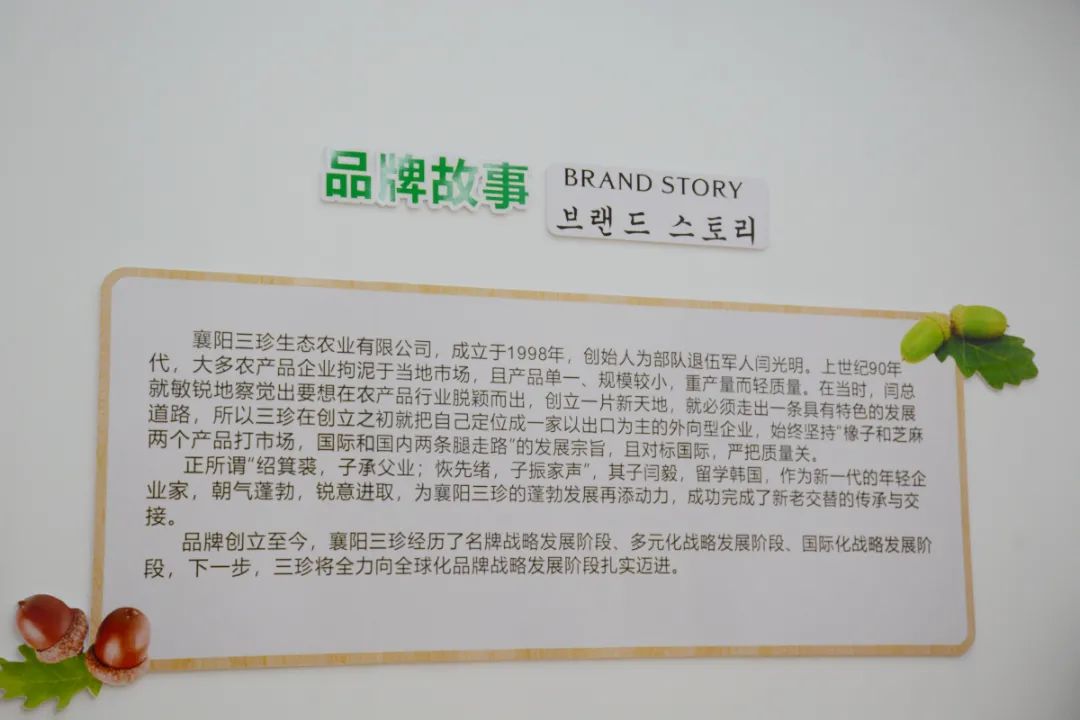 品牌故事
BRAND STORY
브랜드 스토리
襄阳三珍生态农业有限公司，成立于1998年，创始人为部队退伍军人闫光明。上世纪90年
代，大多农产品企业拘泥于当地市场，且产品单一、规模较小，重产量而轻质量。在当时，闫总
就敏锐地察觉出要想在农产品行业脱颖而出，创立一片新天地，就必须走出一条具有特色的发展
道路，所以三珍在创立之初就把自己定位成一家以出口为主的外向型企业，始终坚持“橡子和芝麻
两个产品打市场，国际和国内两条腿走路”的发展宗旨，且对标国际，严把质量关。
正所谓“绍箕裘，子承父业；恢先绪，子振家声”，其子闫毅，留学韩国，作为新一代的年轻企
业家，朝气蓬勃，锐意进取，为襄阳三珍的蓬勃发展再添动力，成功完成了新老交替的传承与交
接。
品牌创立至今，襄阳三珍经历了名牌战略发展阶段、多元化战略发展阶段、国际化战略发展阶
段，下一步，三珍将全力向全球化品牌战略发展阶段扎实迈进。